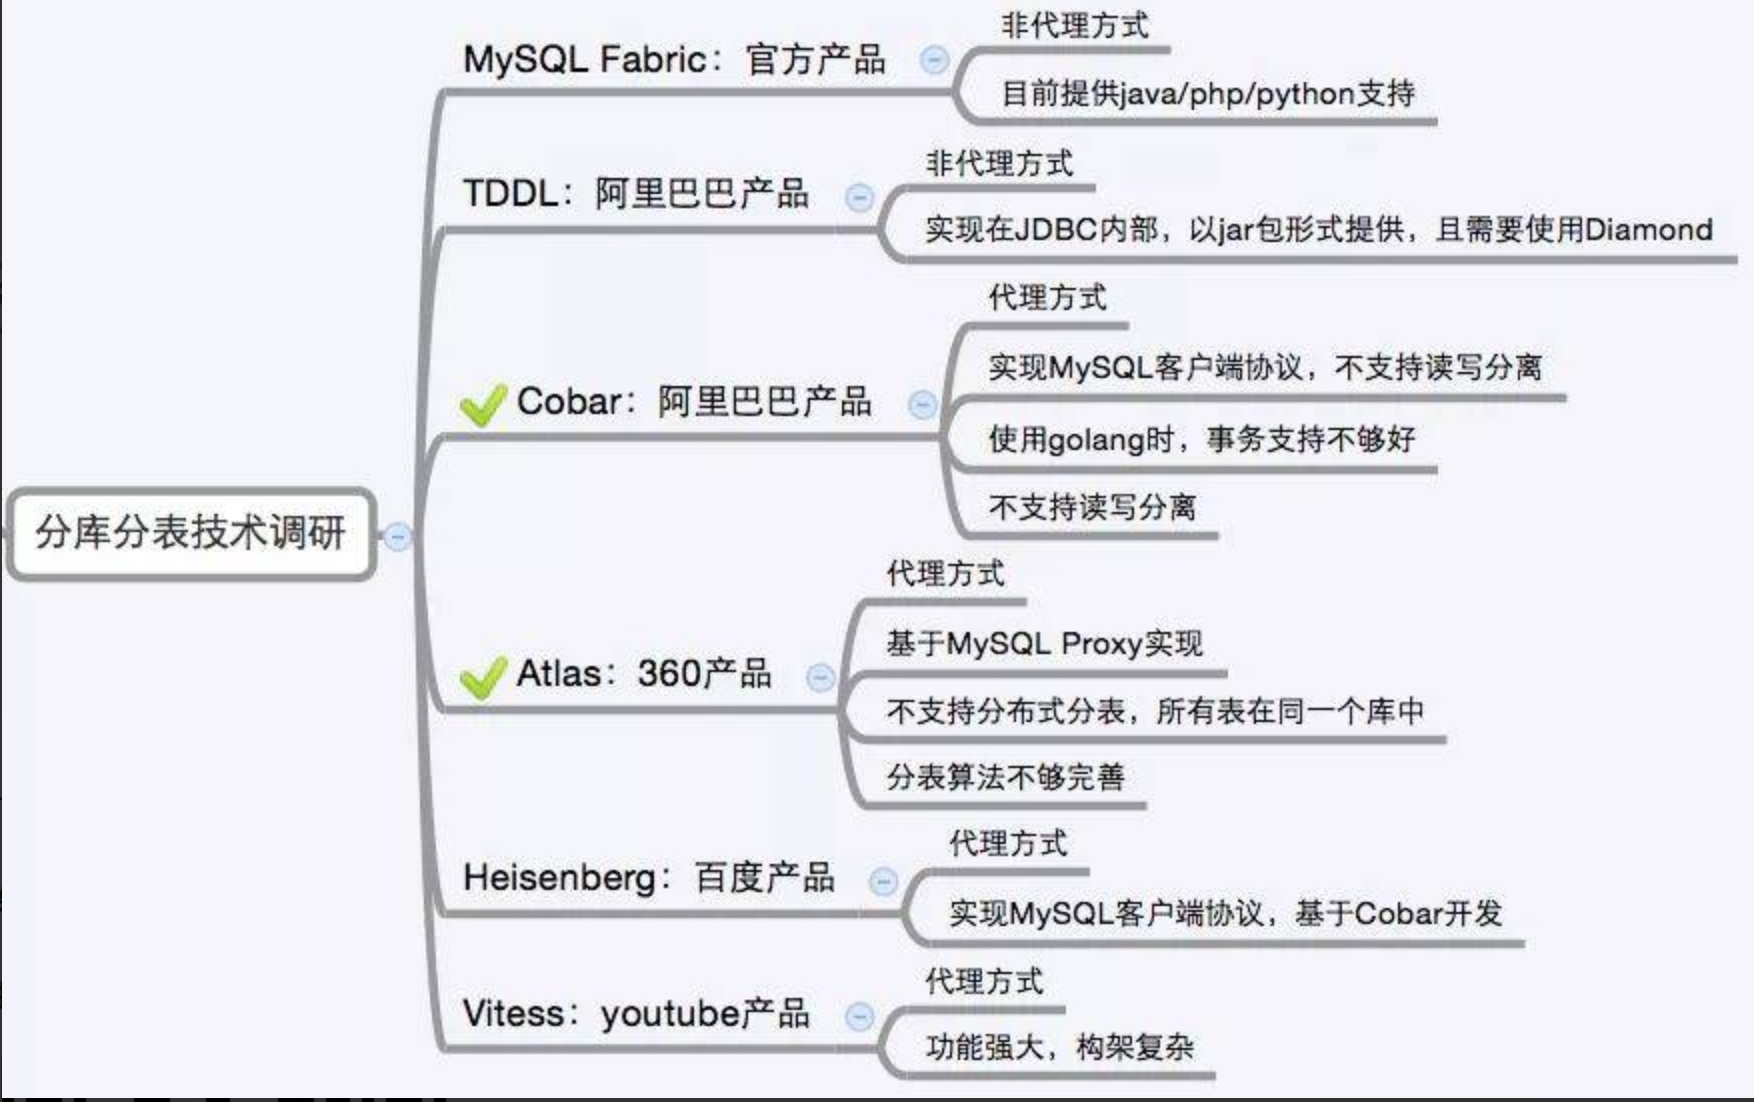 分库分表技术调研
MySQL Fabric：官方产品
非代理方式
目前提供java/php/python支持
TDDL：阿里巴巴产品
非代理方式
实现在JDBC内部，以jar包形式提供，且需要使用Diamond
Cobar：阿里巴巴产品
代理方式
实现MySQL客户端协议，不支持读写分离
使用golang时，事务支持不够好
不支持读写分离
Atlas：360产品
代理方式
基于MySQL Proxy实现
不支持分布式分表，所有表在同一个库中
分表算法不够完善
Heisenberg：百度产品
代理方式
实现MySQL客户端协议，基于Cobar开发
Vitess：youtube产品
代理方式
功能强大，构架复杂